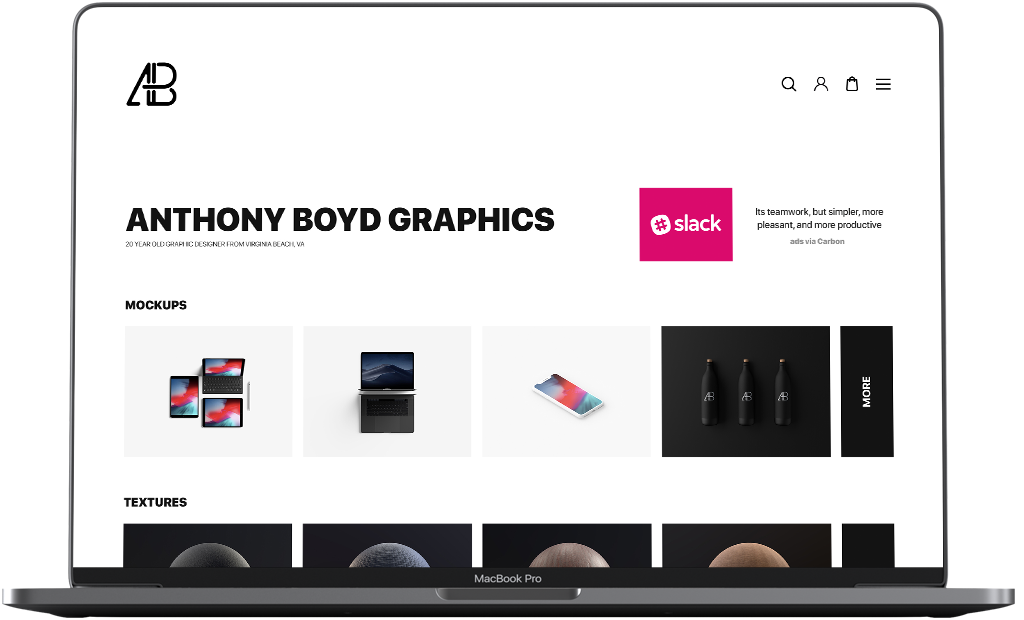 AB
ANTHONY BOYD GRAPHICS
20 YEAR OLD GRAPHIC DESIGNER FROM VIRGINIA BEACH, VA
slack
Its teamwork, but simpler, more
pleasant, and more productive
ads via Carbon
MOCKUPS
AB
AB
AB
MORE
TEXTURES
MacBook Pro